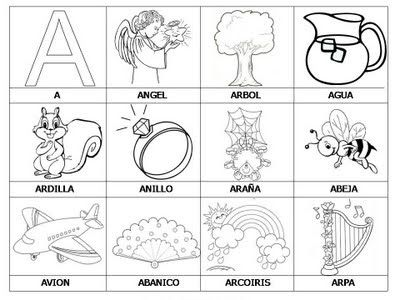 A
A ANGEL ARBOL AGUA
ARDILLA ANILLO ARAÑA ABEJA
AVION ABANICO ARCOIRIS ARPA